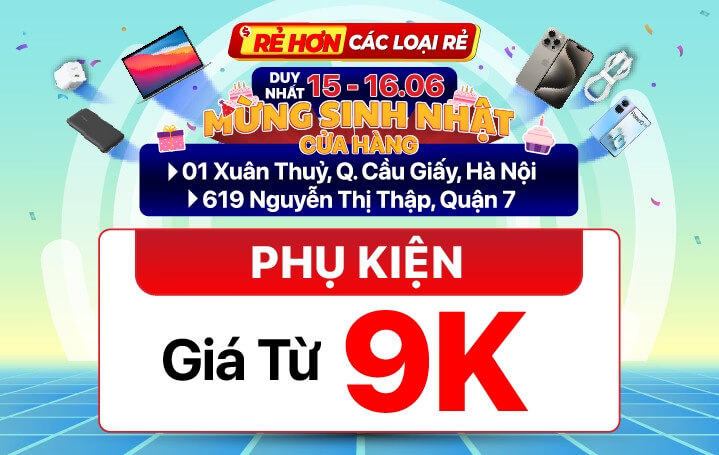 RẺ HƠN CÁC LOẠI RẺ
DUY NHẤT 15 - 16.06
MỪNG SINH NHẬT
CỬA HÀNG
01 Xuân Thuỷ, Q. Cầu Giấy, Hà Nội
619 Nguyễn Thị Thập, Quận 7
PHỤ KIỆN
Giá Từ 9K